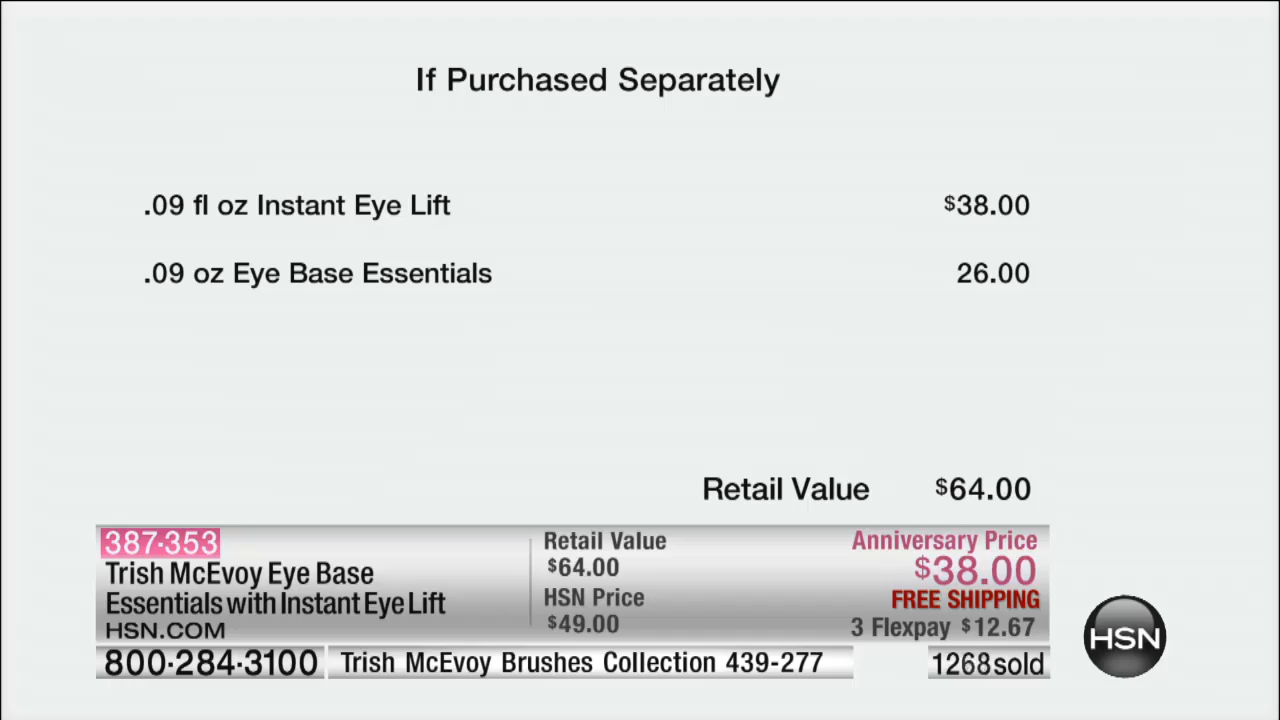 If Purchased Separately
.09 fl oz Instant Eye Lift $38.00
.09 oz Eye Base Essentials 26.00
Retail Value $64.00
387·353
Trish McEvoy Eye Base
Essentials with Instant Eye Lift
HSN.COM
Retail Value
$64.00
HSN Price
$49.00
Anniversary Price
$38.00
FREE SHIPPING
3 Flexpay $12.67
800·284·3100
Trish McEvoy Brushes Collection 439-277
1268 sold
HSN